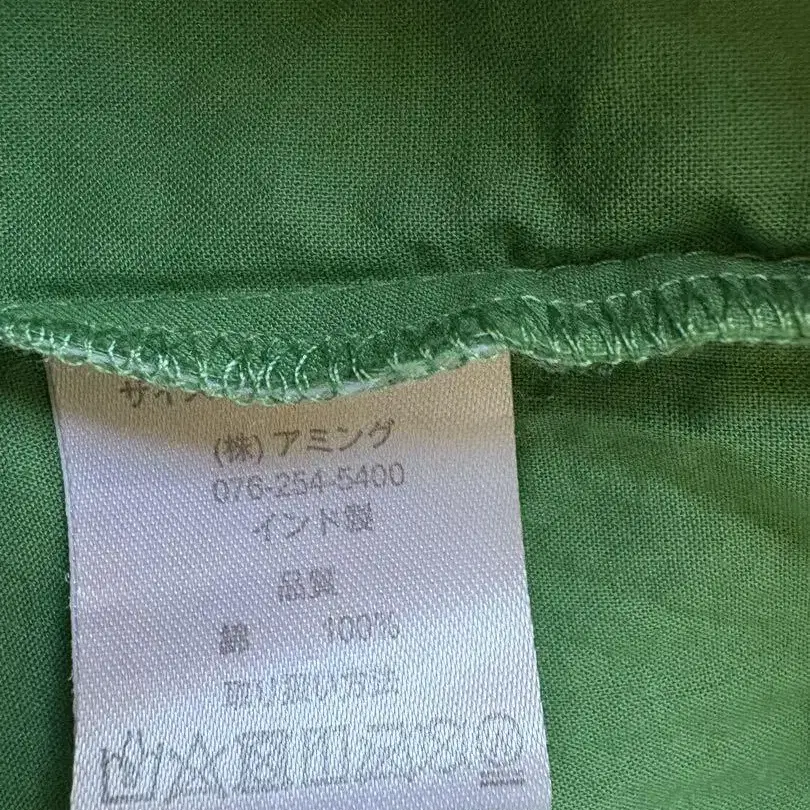 (株)アミング
076-254-5400
インド製
品質
綿 100%
取り扱い方法